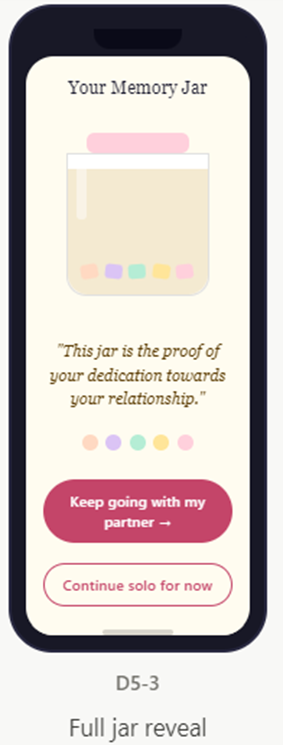 Your Memory Jar
"This jar is the proof of
your dedication towards
your relationship."
Keep going with my
partner →
Continue solo for now
D5-3
Full jar reveal